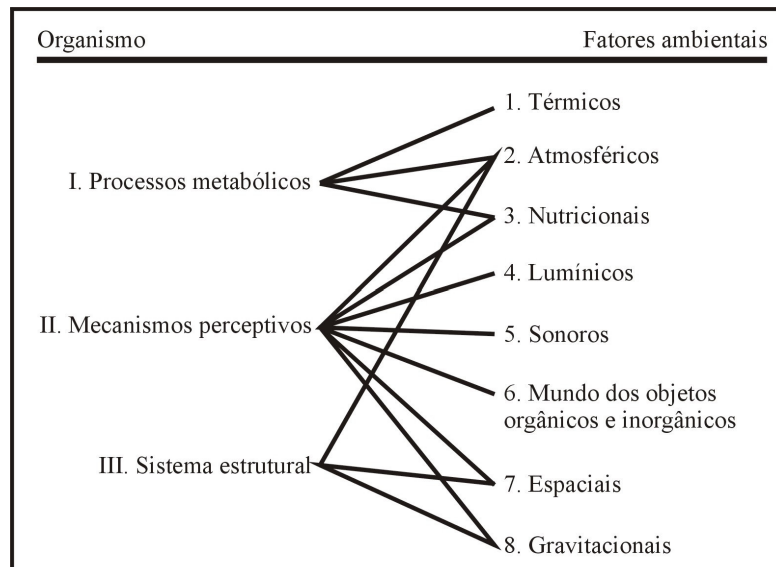 Organismo
Fatores ambientais
I. Processos metabólicos
II. Mecanismos perceptivos
III. Sistema estrutural
1. Térmicos
2. Atmosféricos
3. Nutricionais
4. Lumínicos
5. Sonoros
6. Mundo dos objetos
orgânicos e inorgânicos
7. Espaciais
8. Gravitacionais